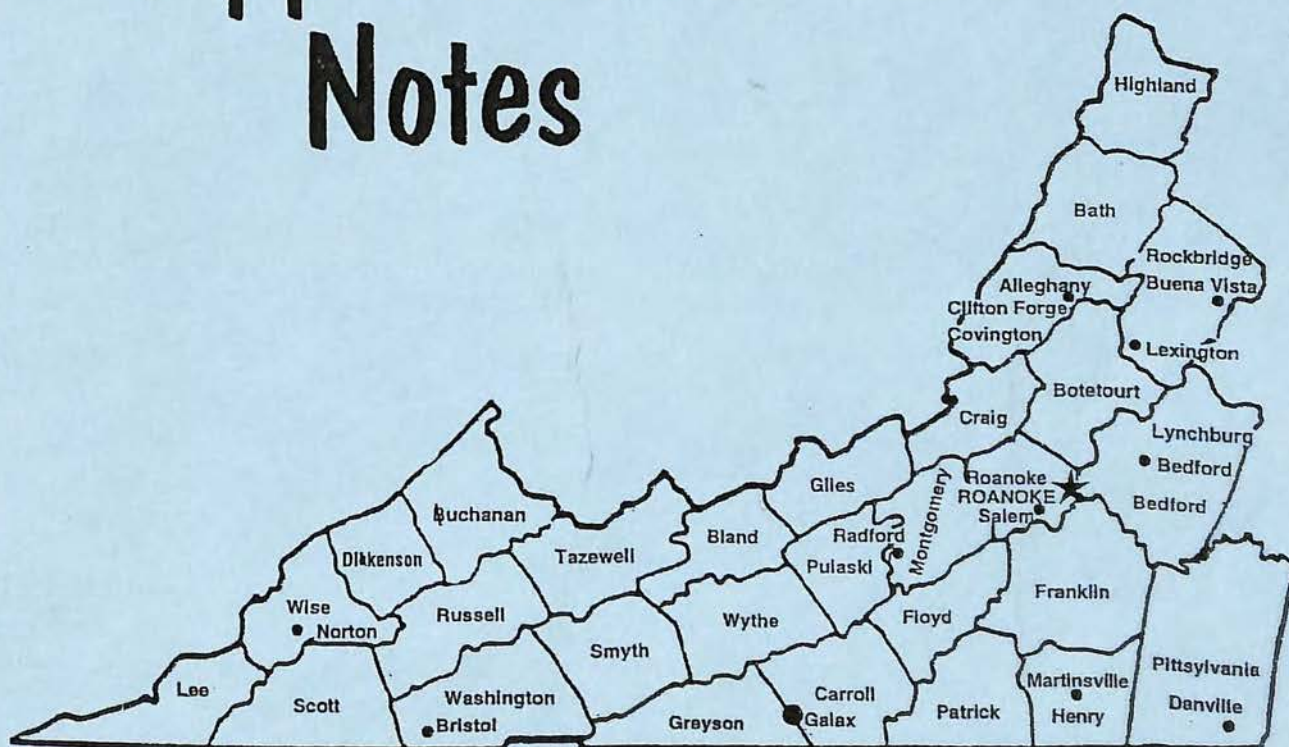 Notes
Highland
Bath
Rockbridge
Alleghany
Buena Vista
Clifton Forge
Covington
Lexington
Botetourt
Craig
Lynchburg
Bedford
Giles
Roanoke
ROANOKE
Salem
Bedford
Montgomery
Buchanan
Bland
Radford
Pulaski
Dikenson
Tazewell
Franklin
Wise
Norton
Russell
Wythe
Floyd
Smyth
Pittsylvania
Lee
Scott
Washington
Bristol
Carroll
Galax
Martinsville
Greyson
Patrick
Henry
Danville